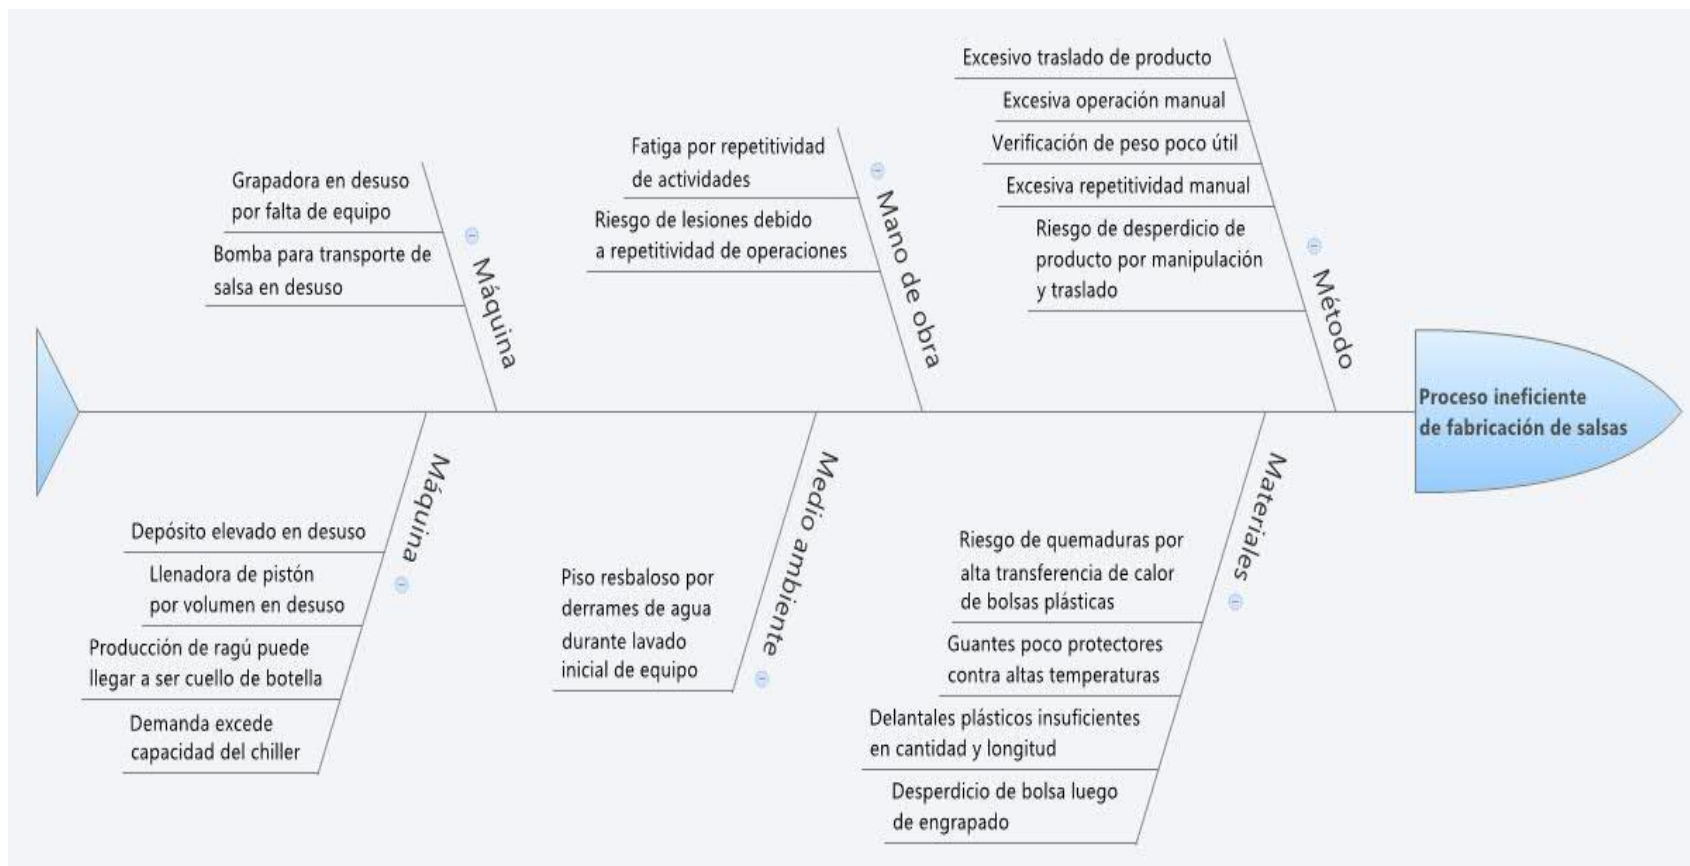 Excesivo traslado de producto
Excesiva operación manual
Verificación de peso poco útil
Excesiva repetitividad manual
Riesgo de desperdicio de
producto por manipulación
y traslado
Método
Fatiga por repetitividad
de actividades
Riesgo de lesiones debido
a repetitividad de operaciones
Mano de obra
Grapadora en desuso
por falta de equipo
Bomba para transporte de
salsa en desuso
Máquina
Proceso ineficiente
de fabricación de salsas
Máquina
Depósito elevado en desuso
Llenadora de pistón
por volumen en desuso
Producción de ragú puede
llegar a ser cuello de botella
Demanda excede
capacidad del chiller
Medio ambiente
Piso resbaloso por
derrames de agua
durante lavado
inicial de equipo
Materiales
Riesgo de quemaduras por
alta transferencia de calor
de bolsas plásticas
Guantes poco protectores
contra altas temperaturas
Delantales plásticos insuficientes
en cantidad y longitud
Desperdicio de bolsa luego
de engrapado